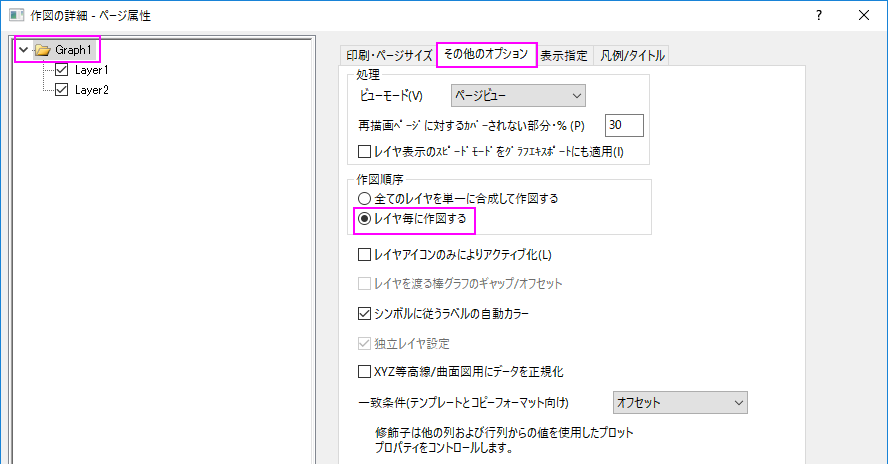 作図の詳細 - ページ属性
?
Graph1
Layer1
Layer2
印刷・ページサイズ
その他のオプション
表示指定
凡例/タイトル
処理
ビューモード(V)
ページビュー
再描画ﾍﾟｰｼﾞに対するｶﾊﾞｰされない部分・% (P)
30
レイヤ表示のｽﾋﾟｰﾄﾞﾓｰﾄﾞをｸﾞﾗﾌｴｷｽﾎﾟｰﾄにも適用(I)
作図順序
全てのレイヤを単一に合成して作図する
レイヤ毎に作図する
レイヤアイコンのみによりアクティブ化(L)
レイヤを渡る棒グラフのギャップ/オフセット
シンボルに従うラベルの自動カラー
独立レイヤ設定
XYZ等高線/曲面図用にデータを正規化
一致条件(テンプレートとコピーフォーマット向け)
オフセット
修飾子は他の列および行列からの値を使用したプロット
プロパティをコントロールします。